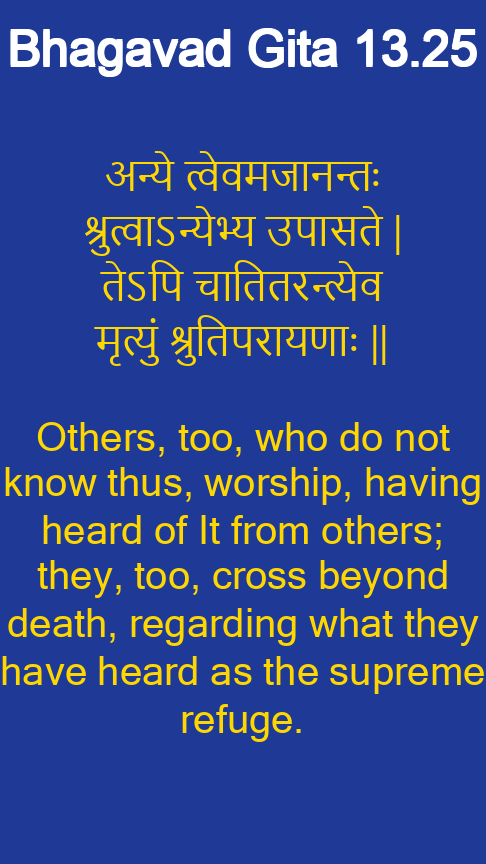 Bhagavad Gita 13.25
अन्ये त्वेवमजानन्तः
श्रुत्वाऽन्येभ्य उपासते |
तेऽपि चातितरन्त्येव
मृत्युं श्रुतिपरायणाः ||
Others, too, who do not
know thus, worship, having
heard of It from others;
they, too, cross beyond
death, regarding what they
have heard as the supreme
refuge.